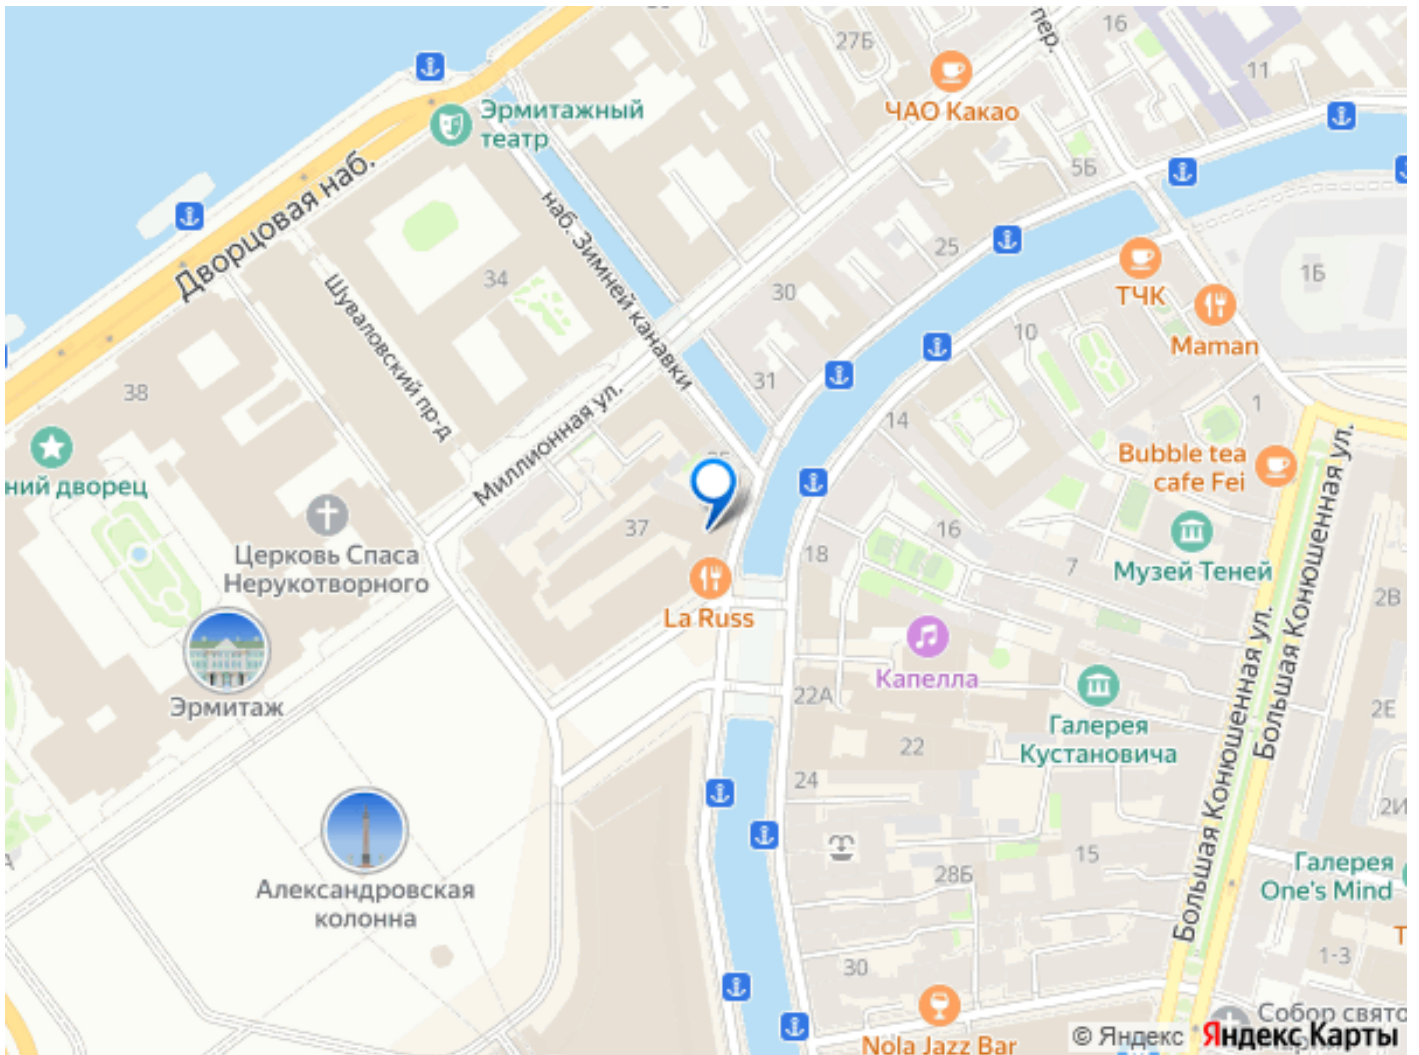 пер.
16
27Б
11
ЧАО Какао
Эрмитажный
театр
5Б
Дворцовая наб.
наб. Зимней канавки
25
1Б
34
30
ТЧК
Шуваловский пр-д
10
Maman
38
31
Миллионная ул.
14
1
Bubble tea
cafe Fei
Большая Конюшенная ул.
ний дворец
37
16
18
7
Музей Теней
Церковь Спаса
Нерукотворного
La Russ
2В
Капелла
22А
Эрмитаж
Большая Конюшенная ул.
2Е
Галерея
Кустановича
22
24
2И
Александровская
колонна
28Б
15
Галерея
One's Mind
Т
1-3
30
Собор свято
Nola Jazz Bar
© Яндекс
Яндекс Карты